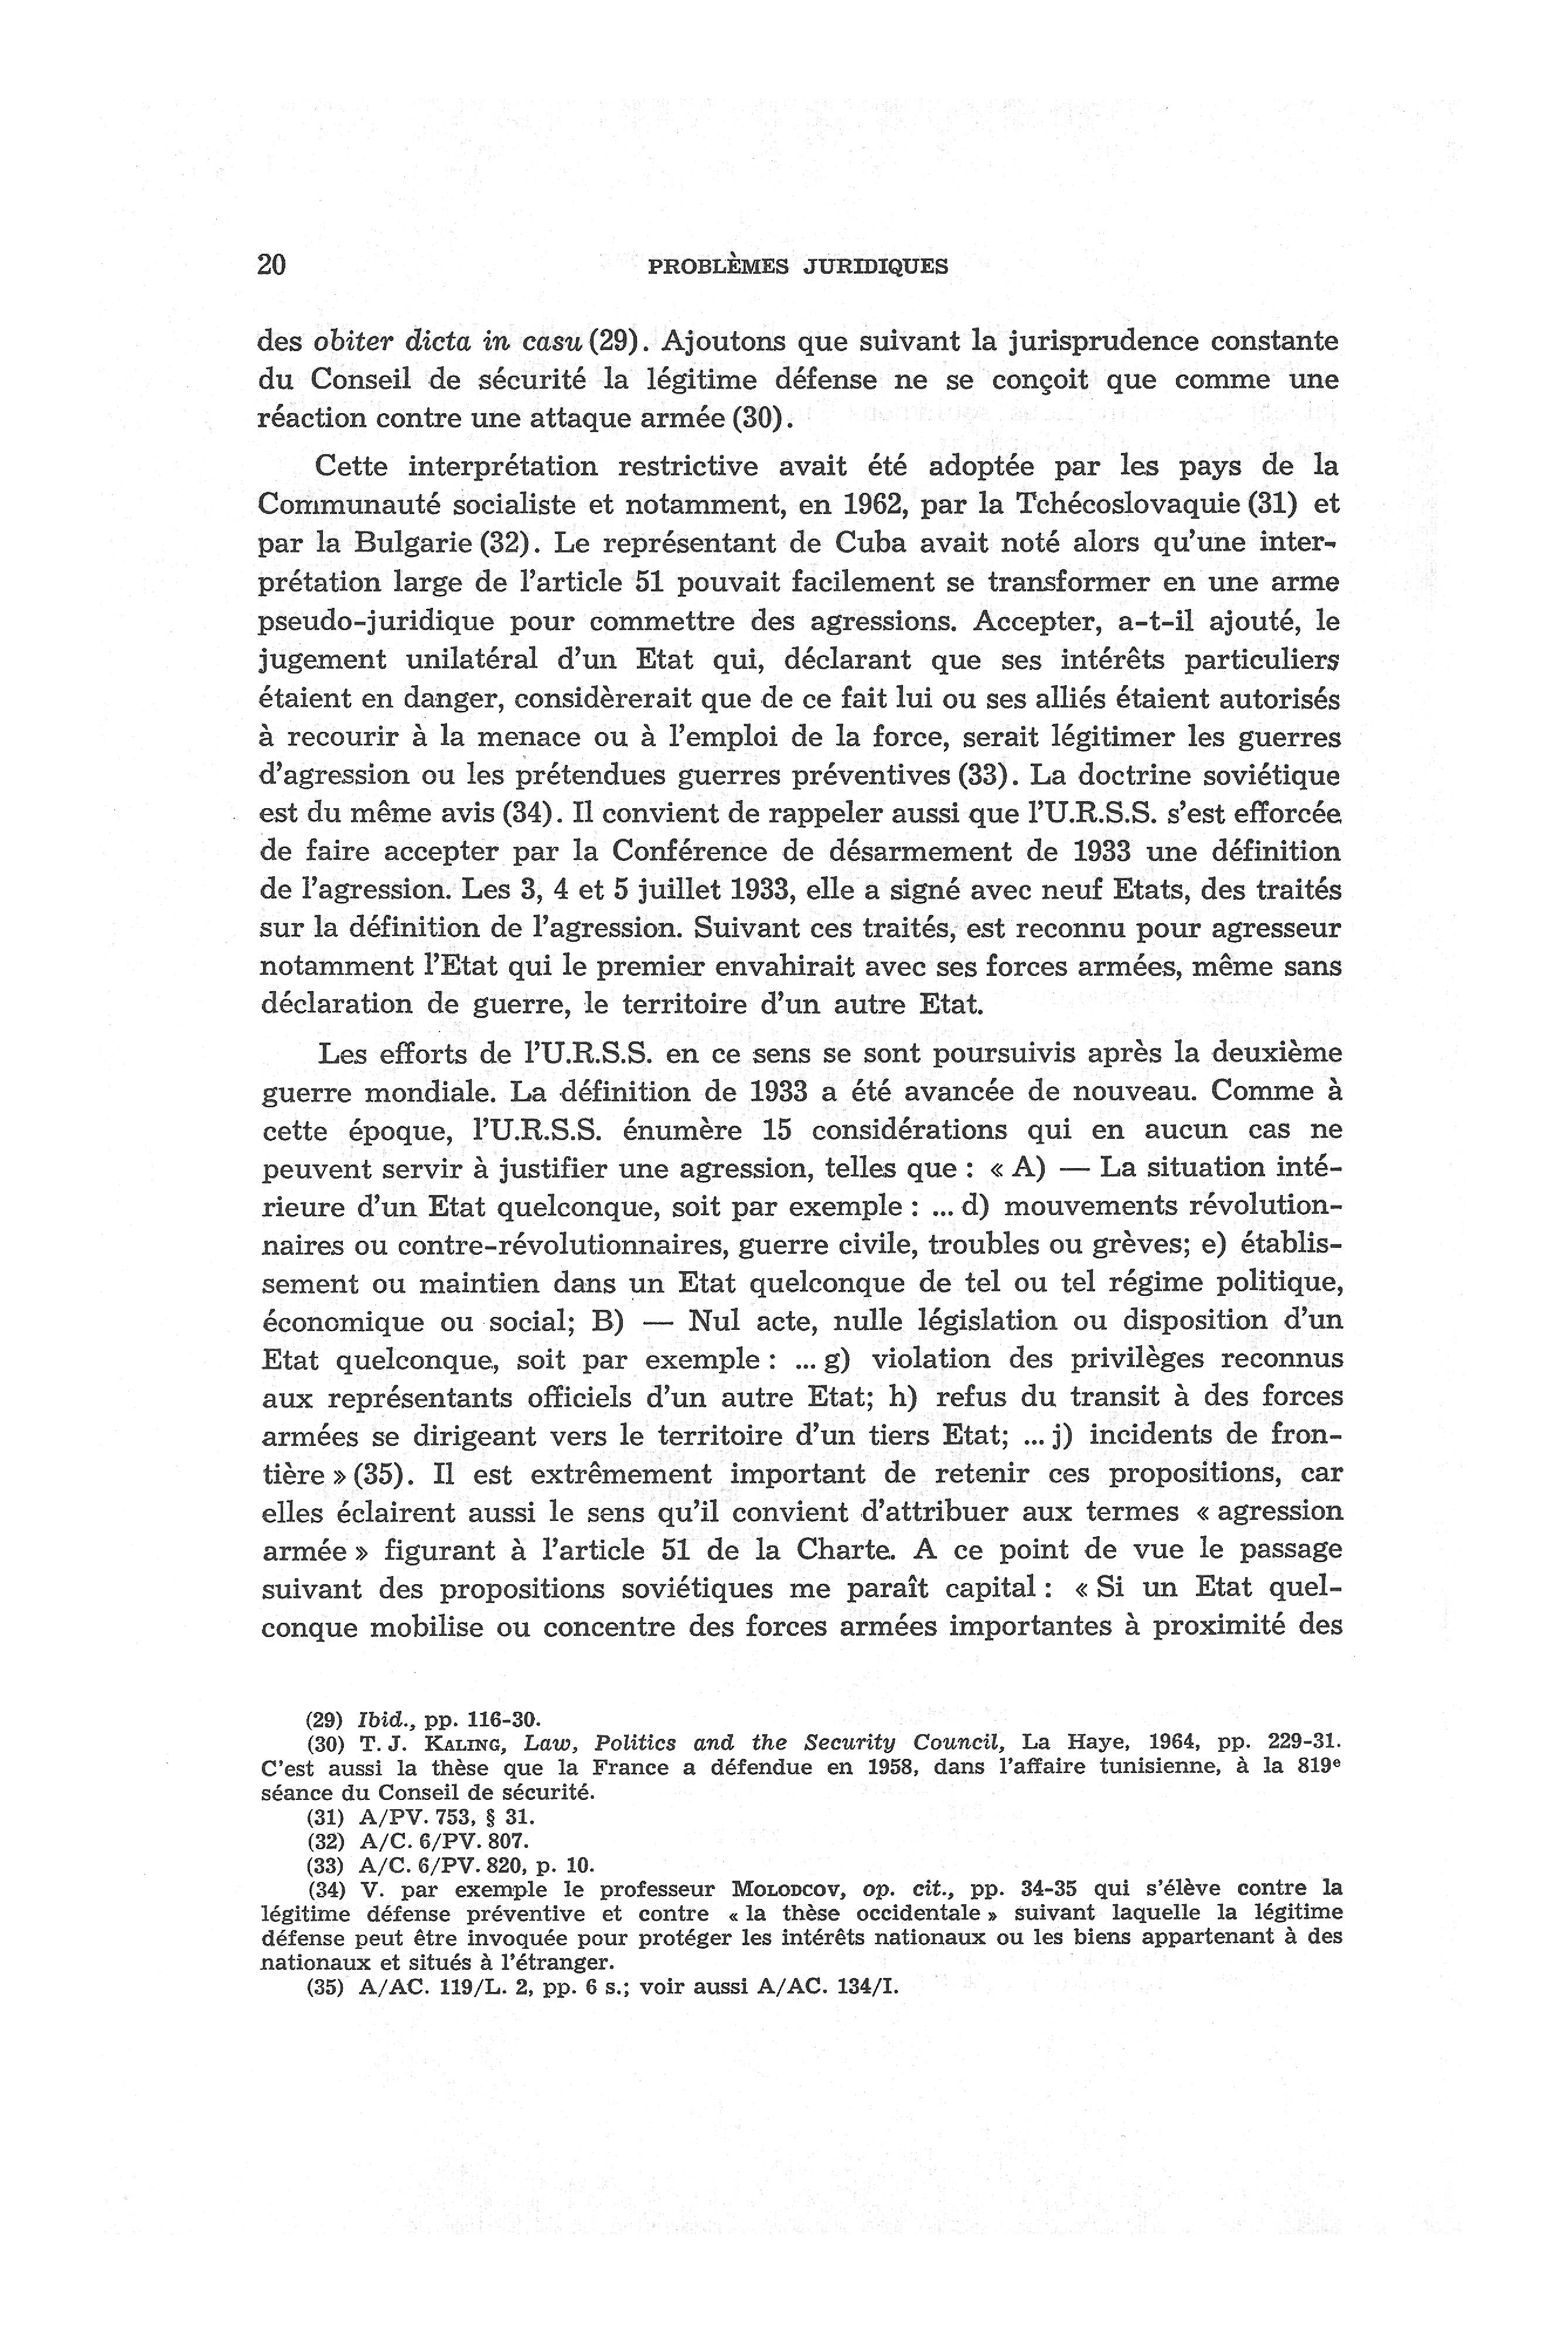 20 PROBLÈMES JURIDIQUES
des obiter dicta in casu (29). Ajoutons que suivant la jurisprudence constante
du Conseil de sécurité la légitime défense ne se conçoit que comme une
réaction contre une attaque armée (30).
Cette interprétation restrictive avait été adoptée par les pays de la
Communauté socialiste et notamment, en 1962, par la Tchécoslovaquie (31) et
par la Bulgarie (32). Le représentant de Cuba avait noté alors qu'une inter-
prétation large de l'article 51 pouvait facilement se transformer en une arme
pseudo-juridique pour commettre des agressions. Accepter, a-t-il ajouté, le
jugement unilatéral d'un Etat qui, déclarant que ses intérêts particuliers
étaient en danger, considèrerait que de ce fait lui ou ses alliés étaient autorisés
à recourir à la menace ou à l'emploi de la force, serait légitimer les guerres
d'agression ou les prétendues guerres préventives (33). La doctrine soviétique
est du même avis (34). Il convient de rappeler aussi que l'U.R.S.S. s'est efforcée
de faire accepter par la Conférence de désarmement de 1933 une définition
de l'agression. Les 3, 4 et 5 juillet 1933, elle a signé avec neuf Etats, des traités
sur la définition de l'agression. Suivant ces traités, est reconnu pour agresseur
notamment l'Etat qui le premier envahirait avec ses forces armées, même sans
déclaration de guerre, le territoire d'un autre Etat.
Les efforts de l'U.R.S.S. en ce sens se sont poursuivis après la deuxième
guerre mondiale. La définition de 1933 a été avancée de nouveau. Comme à
cette époque, l'U.R.S.S. énumère 15 considérations qui en aucun cas ne
peuvent servir à justifier une agression, telles que : « A) — La situation inté-
rieure d'un Etat quelconque, soit par exemple : ... d) mouvements révolution-
naires ou contre-révolutionnaires, guerre civile, troubles ou grèves; e) établis-
sement ou maintien dans un Etat quelconque de tel ou tel régime politique,
économique ou social; B) — Nul acte, nulle législation ou disposition d'un
Etat quelconque, soit par exemple : ... g) violation des privilèges reconnus
aux représentants officiels d'un autre Etat; h) refus du transit à des forces
armées se dirigeant vers le territoire d'un tiers Etat; ... j) incidents de fron-
tière » (35). Il est extrêmement important de retenir ces propositions, car
elles éclairent aussi le sens qu'il convient d'attribuer aux termes « agression
armée » figurant à l'article 51 de la Charte. A ce point de vue le passage
suivant des propositions soviétiques me paraît capital : « Si un Etat quel-
conque mobilise ou concentre des forces armées importantes à proximité des
(29) Ibid., pp. 116-30.
(30) T. J. KALING, Law, Politics and the Security Council, La Haye, 1964, pp. 229-31.
C'est aussi la thèse que la France a défendue en 1958, dans l'affaire tunisienne, à la 819e
séance du Conseil de sécurité.
(31) A/PV. 753, § 31.
(32) A/C. 6/PV. 807.
(33) A/C. 6/PV. 820, p. 10.
(34) V. par exemple le professeur MOLODCOV, op. cit., pp. 34-35 qui s'élève contre la
légitime défense préventive et contre « la thèse occidentale » suivant laquelle la légitime
défense peut être invoquée pour protéger les intérêts nationaux ou les biens appartenant à des
nationaux et situés à l'étranger.
(35) A/AC. 119/L. 2, pp. 6 s.; voir aussi A/AC. 134/I.